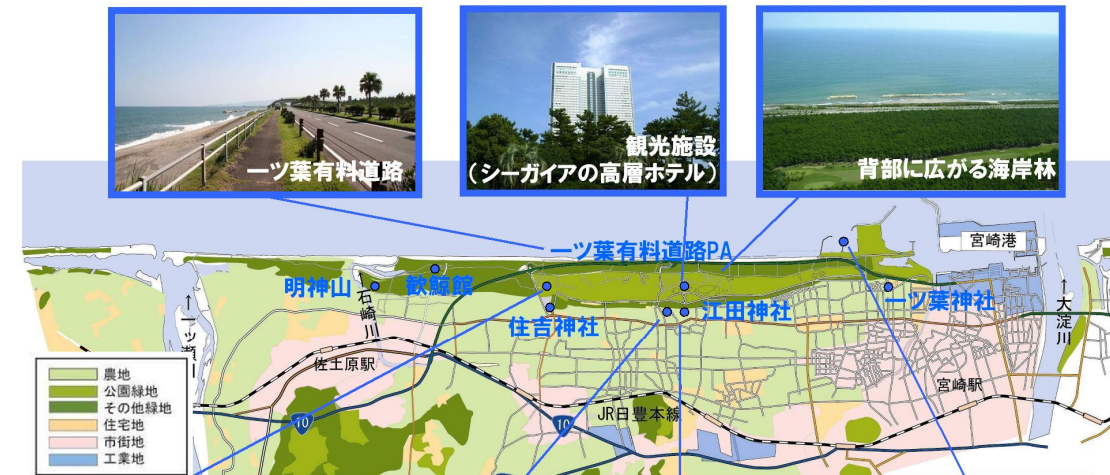 一ツ葉有料道路
観光施設
(シーガイアの高層ホテル)
背部に広がる海岸林
宮崎港
一ツ葉有料道路PA
明神山
歓鯨館
石崎川
住吉神社
江田神社
一ツ葉神社
←一ツ瀬川
←大淀川
佐土原駅
宮崎駅
JR日豊本線
10
10
農地
公園緑地
その他緑地
住宅地
市街地
工業地